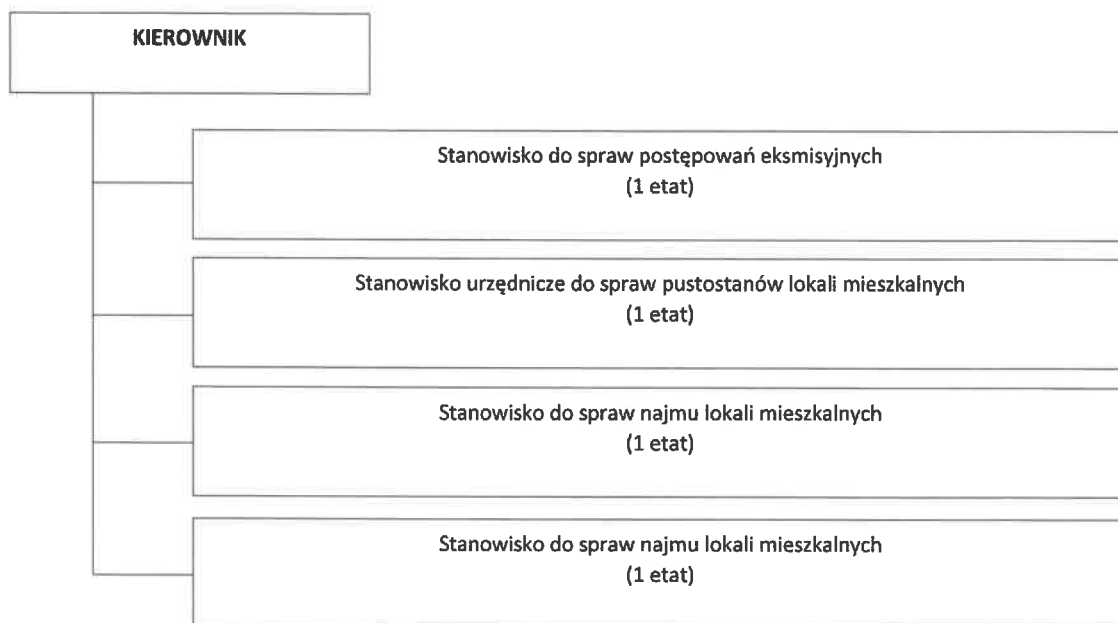 KIEROWNIK
Stanowisko do spraw postępowań eksmisyjnych
(1 etat)
Stanowisko urzędnicze do spraw pustostanów lokali mieszkalnych
(1 etat)
Stanowisko do spraw najmu lokali mieszkalnych
(1 etat)
Stanowisko do spraw najmu lokali mieszkalnych
(1 etat)